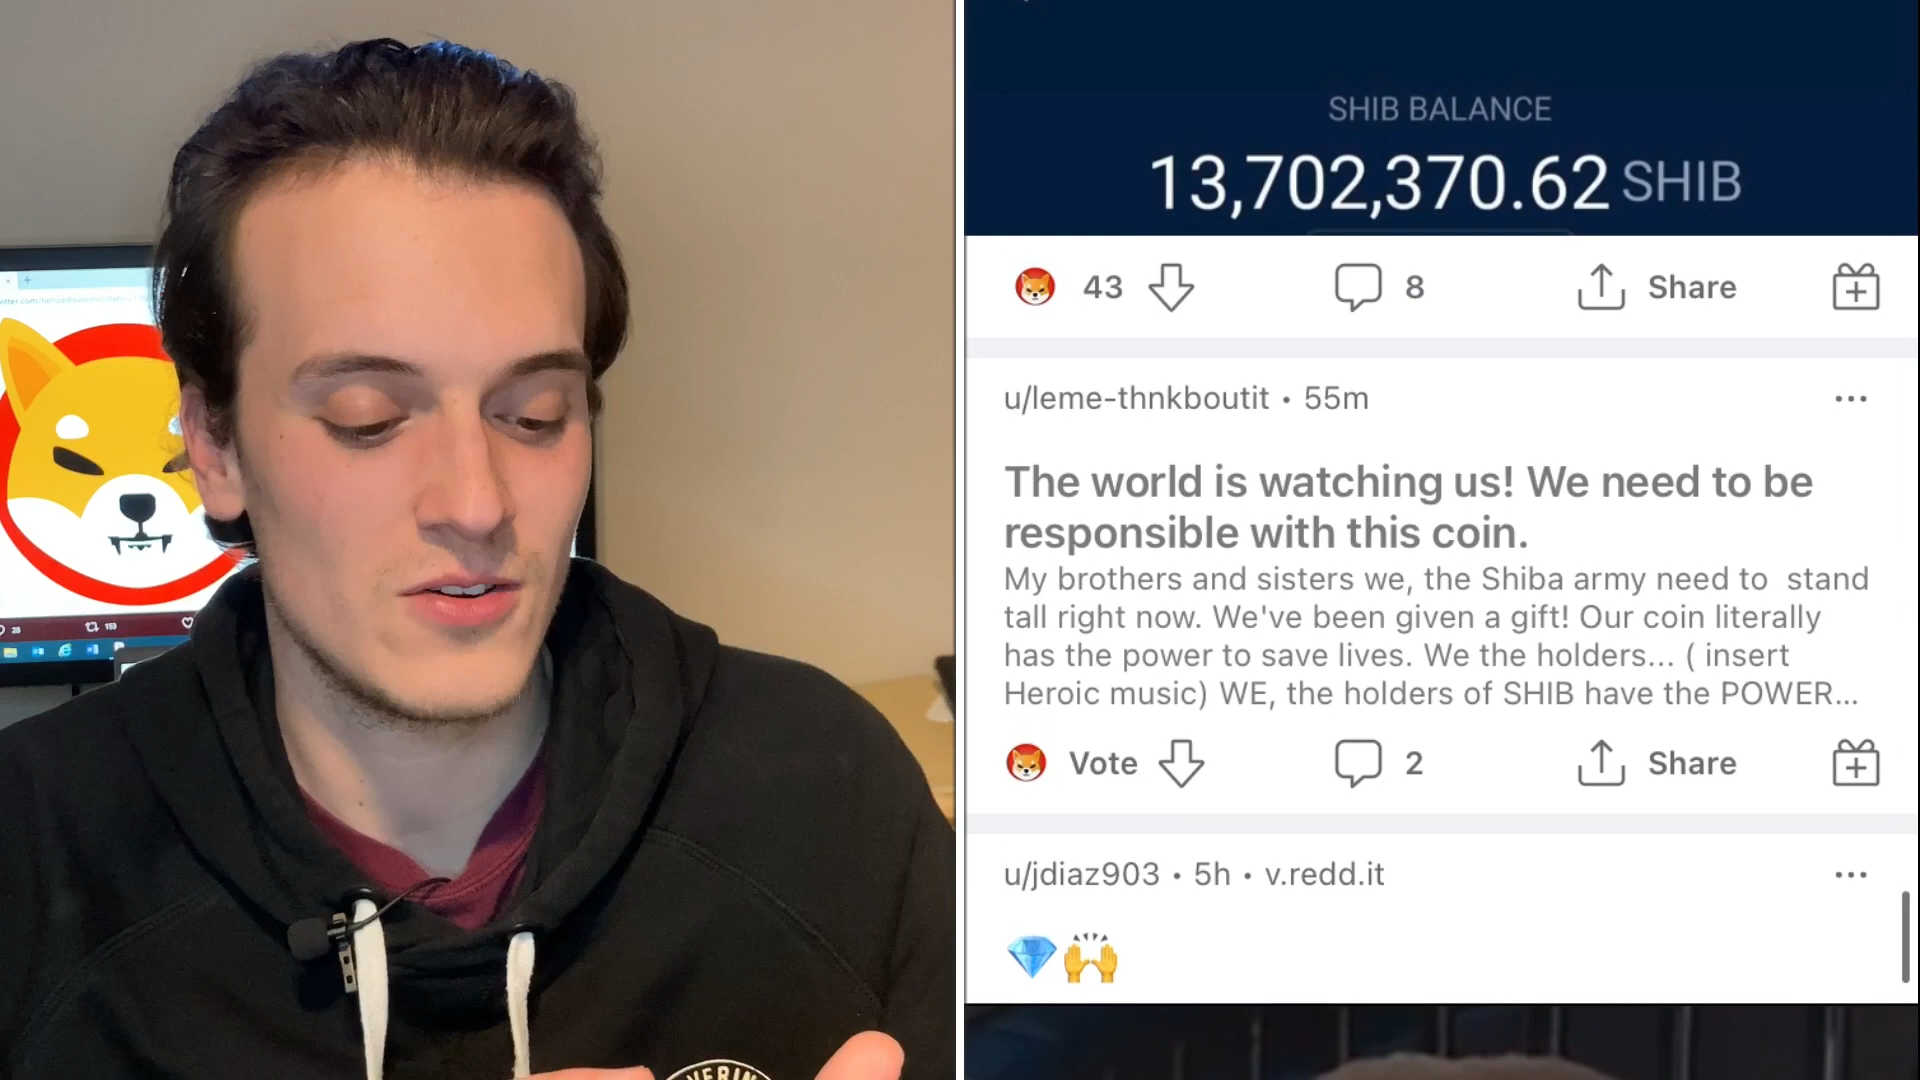 SHIB BALANCE
13,702,370.62 SHIB
43
8
Share
u/leme-thnkboutit • 55m
The world is watching us! We need to be
responsible with this coin.
My brothers and sisters we, the Shiba army need to  stand
tall right now. We've been given a gift! Our coin literally
has the power to save lives. We the holders... ( insert
Heroic music) WE, the holders of SHIB have the POWER...
Vote
2
Share
u/jdiaz903 • 5h • v.redd.it
💎🙌